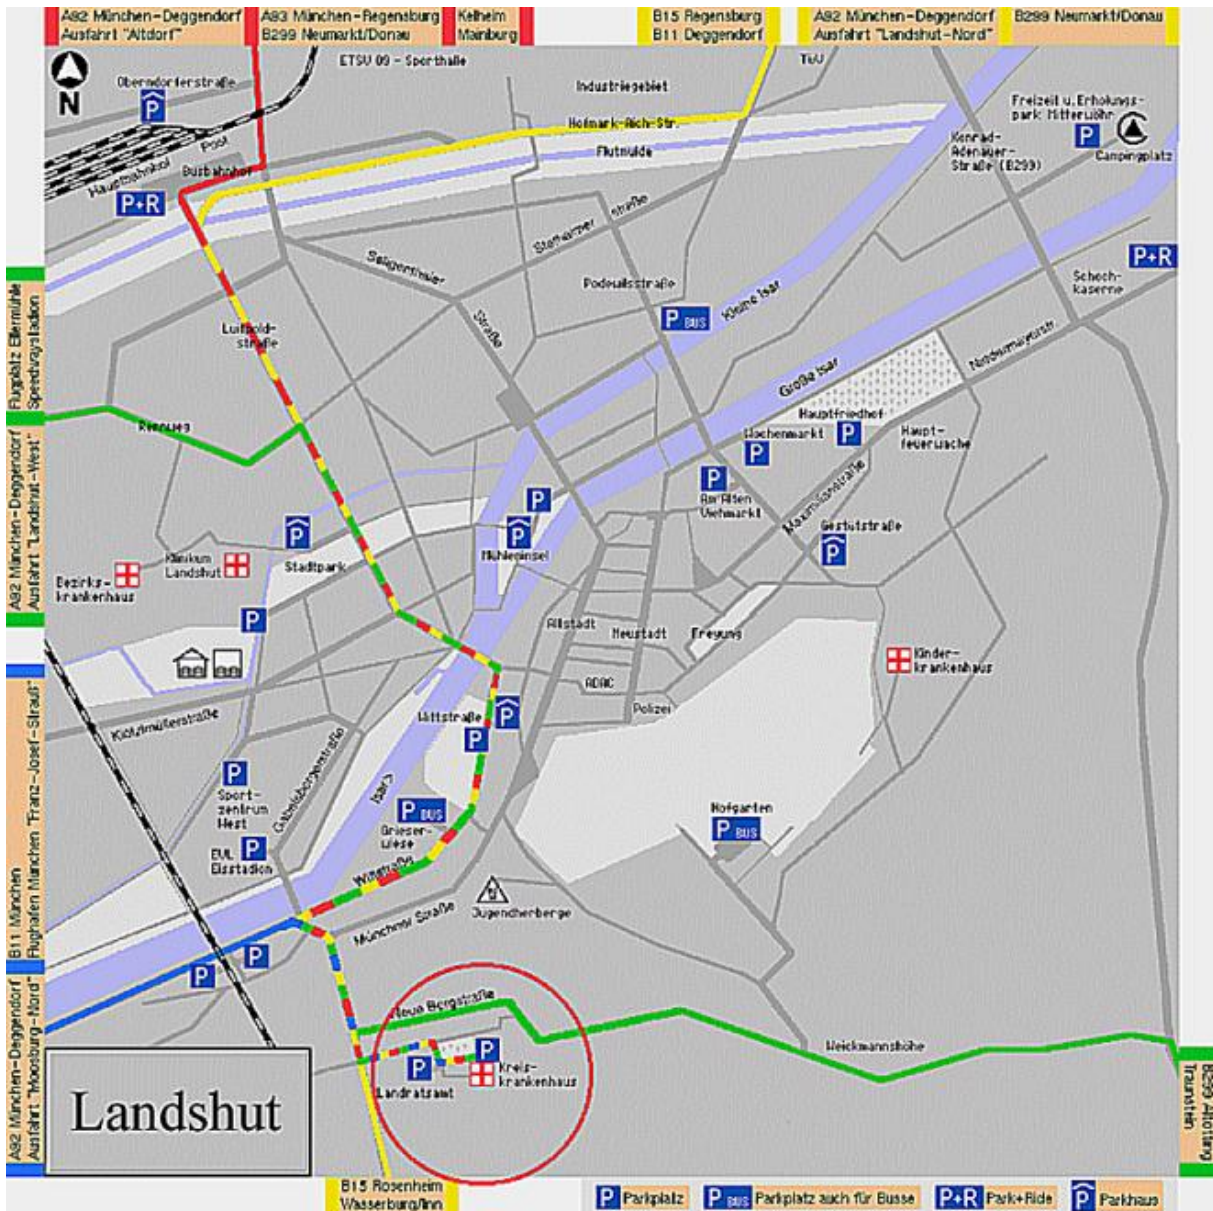 A92 München-Deggendorf
Ausfahrt "Altdorf"
A93 München-Regensburg
B299 Neumarkt/Donau
Kelheim
Mainburg
B15 Regensburg
B11 Deggendorf
A92 München-Deggendorf
Ausfahrt "Landshut-Nord"
B299 Neumarkt/Donau
ETSV 09 - Sporthalle
TÜV
N
Oberndorferstraße
P
Industriegebiet
Freizeit u. Erholungs-
park Mitterwöhr
P
Campingplatz
Hofmark-Aich-Str.
Flutmulde
Konrad-
Adenauer-
Straße (B299)
Post
Hauptbahnhof
Busbahnhof
P+R
Stethaimer straße
Seligenthaler
Straße
Podewilsstraße
P BUS
Kleine Isar
P+R
Schoch-
kaserne
Luitpold-
straße
Große Isar
Niedermayerstr.
Flugplatz Ellermühle
Speedwaystadion
Rennweg
Hauptfriedhof
Wochenmarkt
P
P
Haupt-
feuerwache
A92 München-Deggendorf
Ausfahrt "Landshut-West"
P
P
Am Alten
Viehmarkt
Maximilianstraße
Gestütstraße
P
P
P
Mühleninsel
Klinikum
Landshut
Stadtpark
Bezirks-
krankenhaus
P
Altstadt
Neustadt
Freyung
Kinder-
krankenhaus
ADAC
Polizei
Klötzlmüllerstraße
Wittstraße
P
P
B11 München
Flughafen München "Franz-Josef-Strauß"
P
Sport-
zentrum
West
Gabelsbergerstraße
Isar
P BUS
Grieser-
wiese
Hofgarten
P BUS
EVL
Eisstadion
P
Wittstraße
Münchner Straße
Jugendherberge
P
P
A92 München-Deggendorf
Ausfahrt "Moosburg-Nord"
Neue Bergstraße
Weickmannshöhe
P
P
Kreis-
krankenhaus
Landratsamt
B299 Altötting
Traunstein
Landshut
B15 Rosenheim
Wasserburg/Inn
P Parkplatz
P BUS Parkplatz auch für Busse
P+R Park+Ride
P Parkhaus